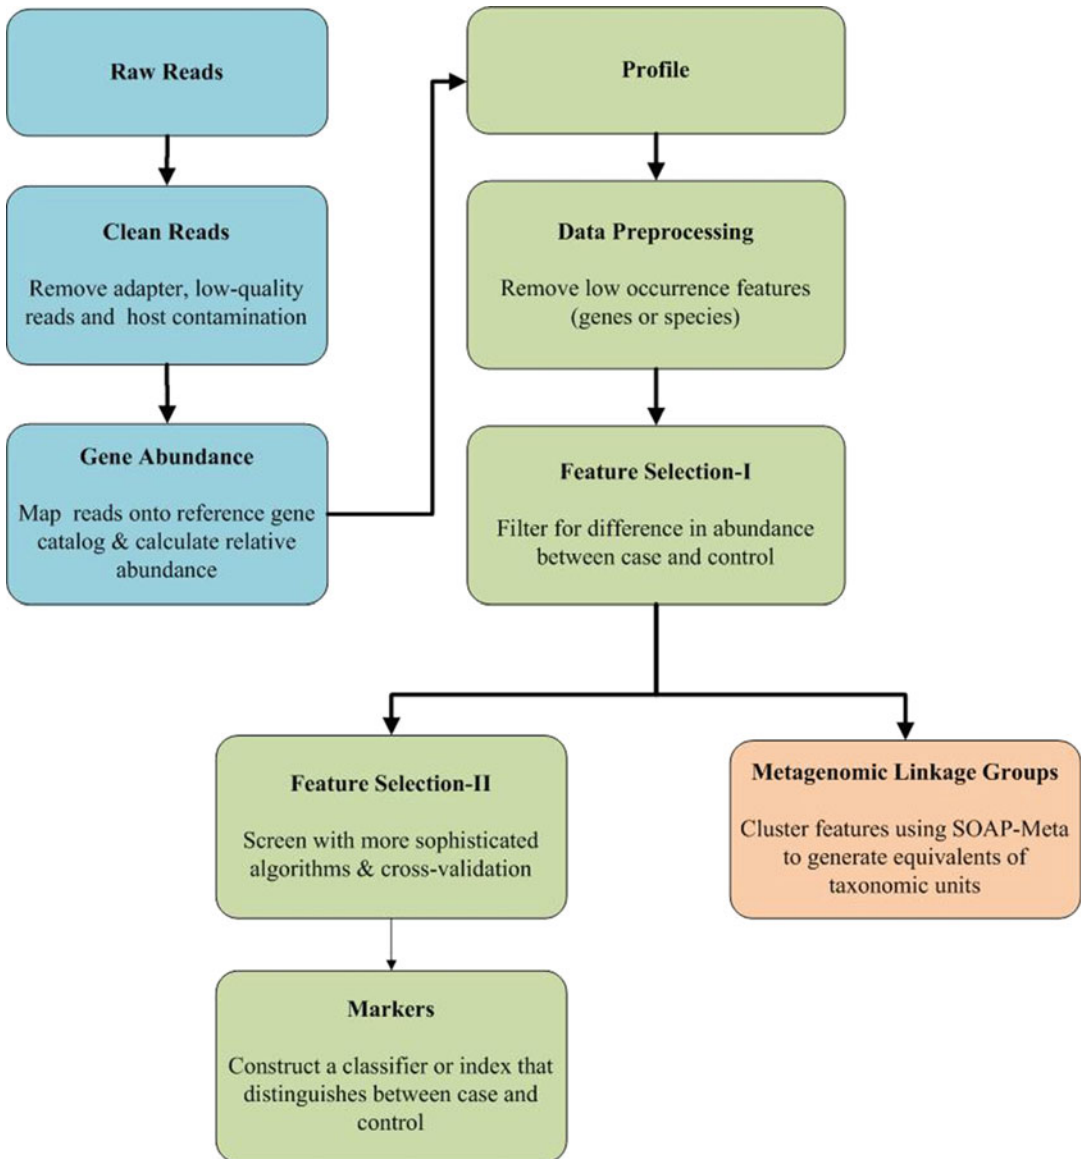 Raw Reads
Clean Reads
Remove adapter, low-quality
reads and host contamination
Gene Abundance
Map reads onto reference gene
catalog & calculate relative
abundance
Profile
Data Preprocessing
Remove low occurrence features
(genes or species)
Feature Selection-I
Filter for difference in abundance
between case and control
Feature Selection-II
Screen with more sophisticated
algorithms & cross-validation
Metagenomic Linkage Groups
Cluster features using SOAP-Meta
to generate equivalents of
taxonomic units
Markers
Construct a classifier or index that
distinguishes between case and
control